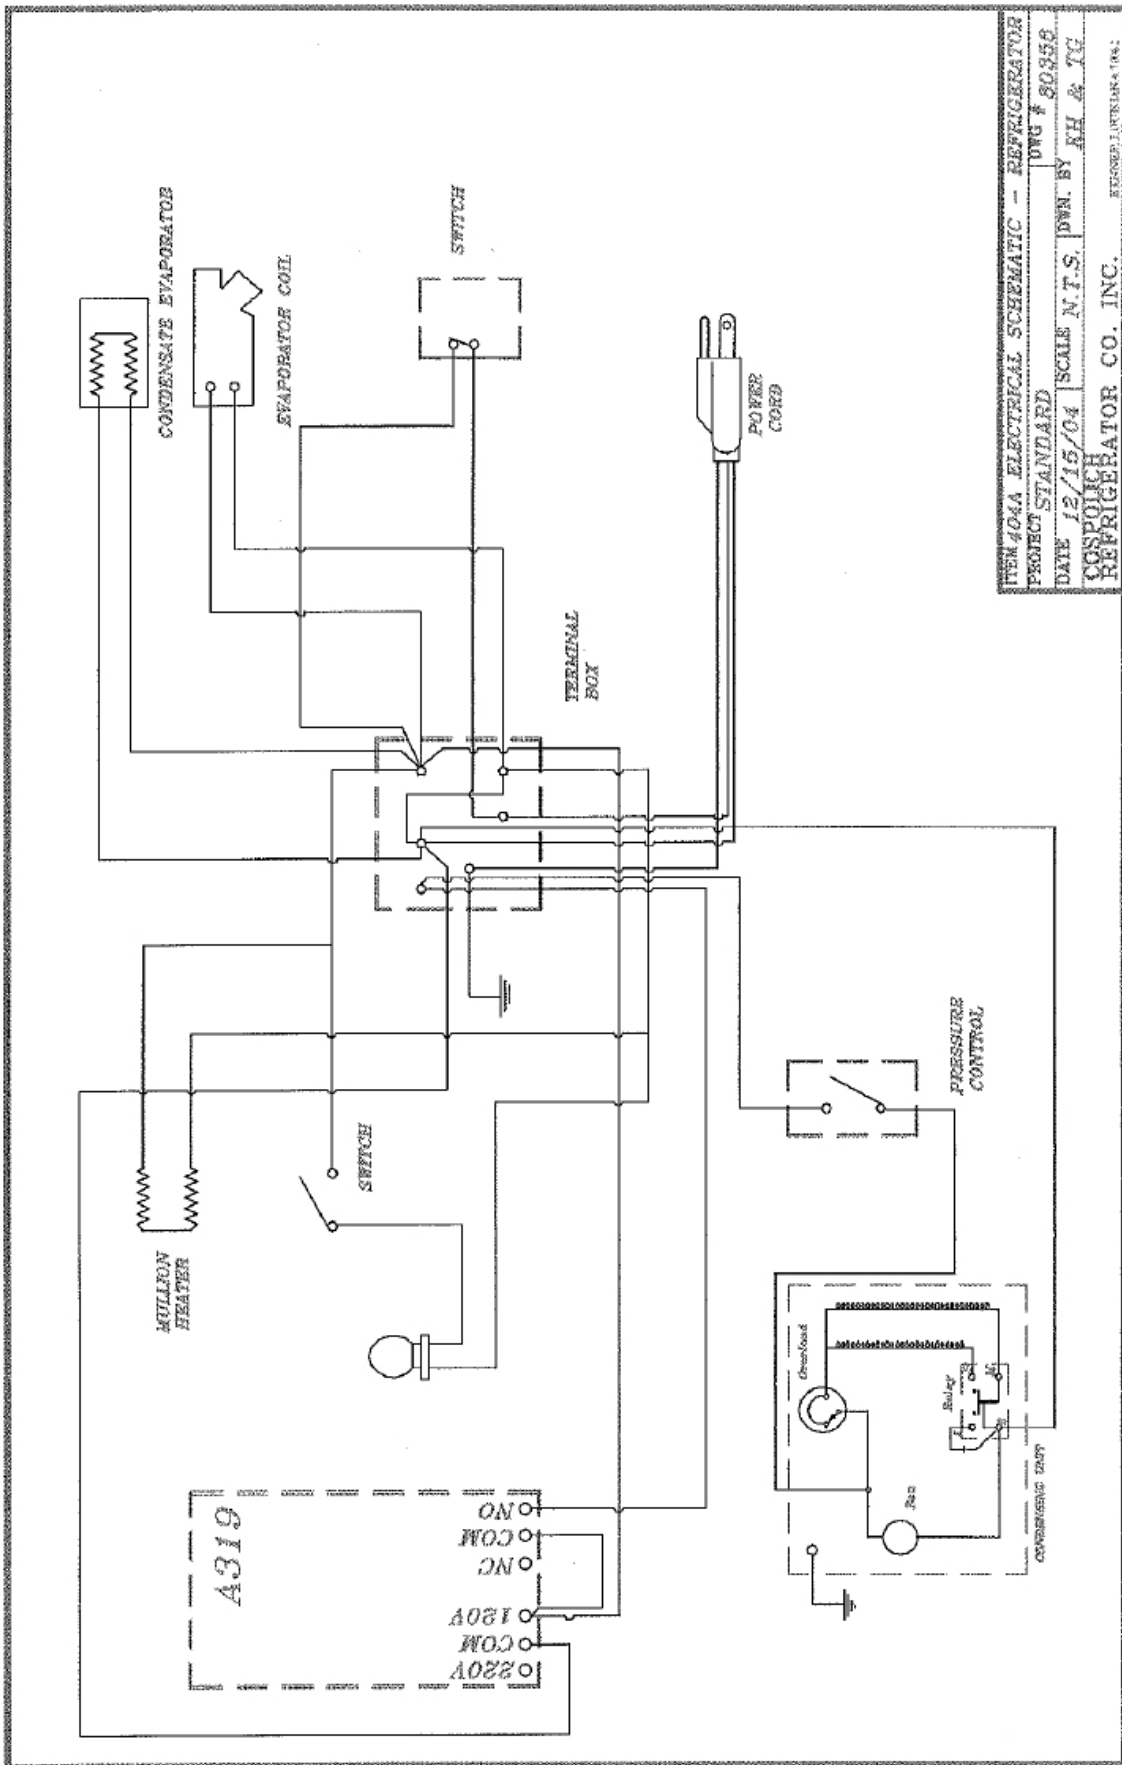 CONDENSATE EVAPORATOR
EVAPORATOR COIL
SWITCH
POWER
CORD
TERMINAL
BOX
MULLION
HEATER
SWITCH
PRESSURE
CONTROL
A319
NO
COM
NC
120V
COM
220V
Overload
Relay
Fan
CONDENSING UNIT
ITEM 404A ELECTRICAL SCHEMATIC - REFRIGERATOR
PROJECT STANDARD DWG # 80358
DATE 12/15/04 SCALE N.T.S. DWN. BY RH & TG
COSPOLICH
REFRIGERATOR CO. INC.